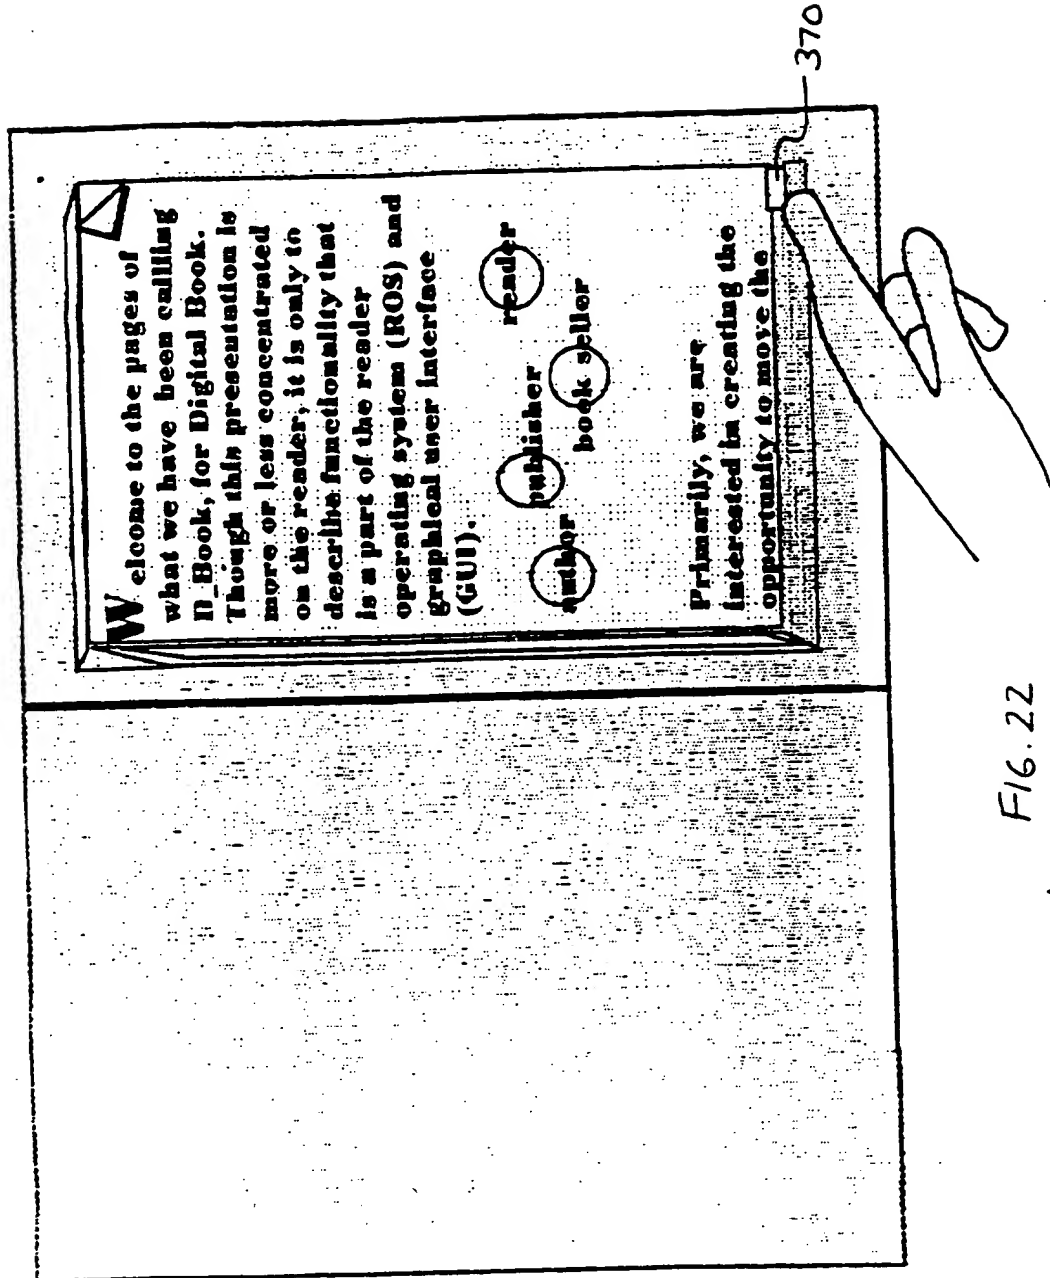 Welcome to the pages of
what we have been callling
D_Book, for Digital Book.
Though this presentation is
more or less concentrated
on the reader, it is only to
describe functionality that
is a part of the reader
operating system (ROS) and
graphical user interface
(GUI).
author publisher reader
book seller
Primarily, we are
interested in creating the
opportunity to move the
370
FIG. 22